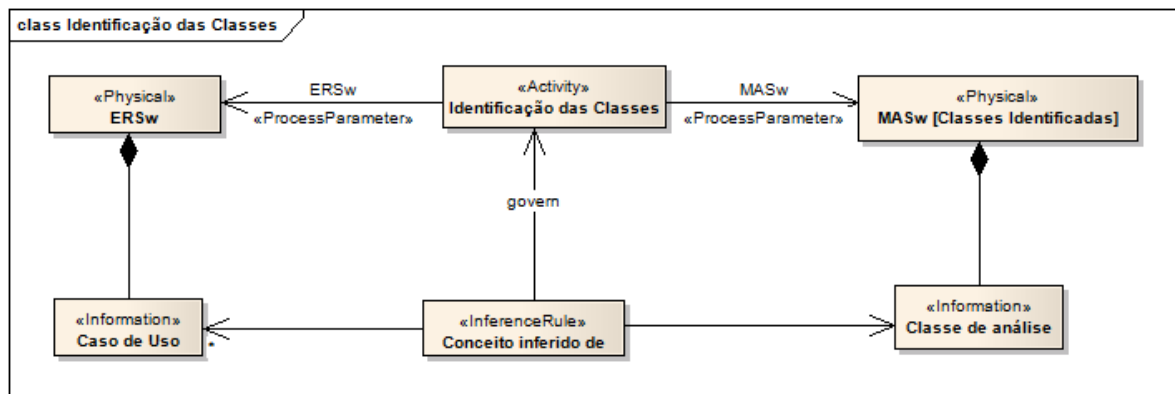 class Identificação das Classes
«Physical»
ERSw
ERSw
«ProcessParameter»
«Activity»
Identificação das Classes
MASw
«ProcessParameter»
«Physical»
MASw [Classes Identificadas]
govern
«Information»
Caso de Uso
*
«InferenceRule»
Conceito inferido de
«Information»
Classe de análise